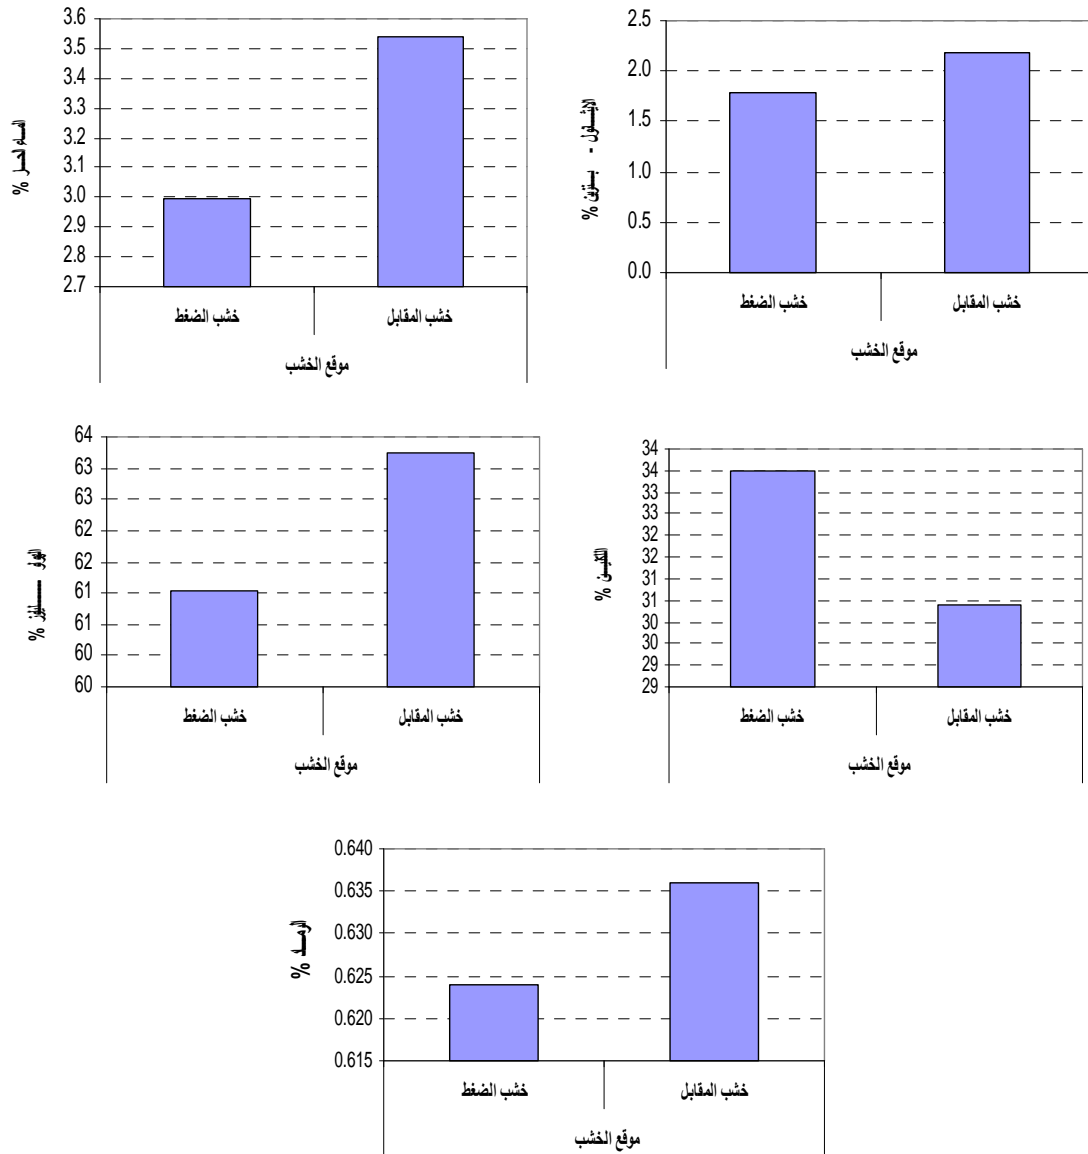 3.6
3.5
3.4
3.3
3.2
3.1
3.0
2.9
2.8
2.7
الماء الحار %
خشب الضغط
خشب المقابل
موقع الخشب
2.5
2.0
1.5
1.0
0.5
0.0
% - بنزين
خشب الضغط
خشب المقابل
موقع الخشب
64
63
63
62
62
61
61
60
60
%
خشب الضغط
خشب المقابل
موقع الخشب
34
34
33
33
32
32
31
31
30
30
29
29
%
خشب الضغط
خشب المقابل
موقع الخشب
0.640
0.635
0.630
0.625
0.620
0.615
الرماد %
خشب الضغط
خشب المقابل
موقع الخشب